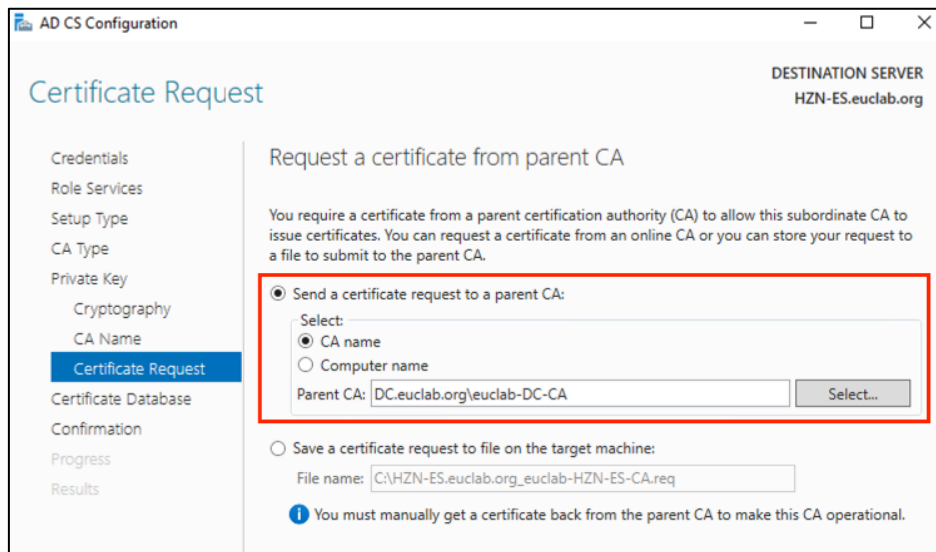 AD CS Configuration
Certificate Request
DESTINATION SERVER
HZN-ES.euclab.org
Credentials
Role Services
Setup Type
CA Type
Private Key
Cryptography
CA Name
Certificate Request
Certificate Database
Confirmation
Progress
Results
Request a certificate from parent CA
You require a certificate from a parent certification authority (CA) to allow this subordinate CA to
issue certificates. You can request a certificate from an online CA or you can store your request to
a file to submit to the parent CA.
Send a certificate request to a parent CA:
Select:
CA name
Computer name
Parent CA: DC.euclab.org\euclab-DC-CA Select...
Save a certificate request to file on the target machine:
File name: C:\HZN-ES.euclab.org_euclab-HZN-ES-CA.req
You must manually get a certificate back from the parent CA to make this CA operational.